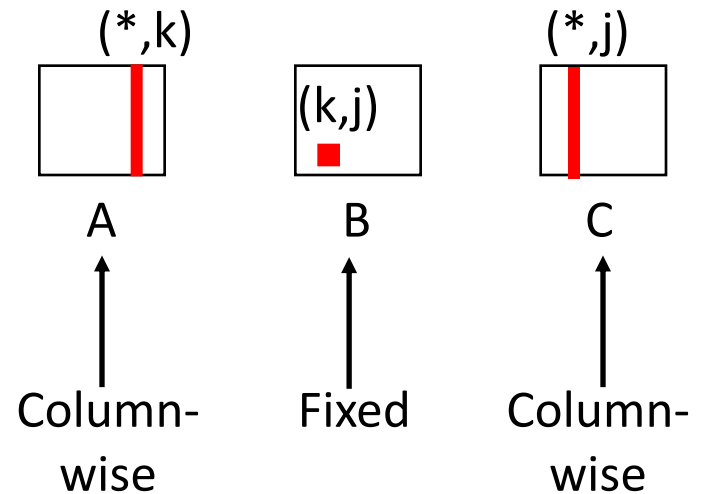 (*,k)
(*,j)
(k,j)
A
B
C
Column-
wise
Fixed
Column-
wise